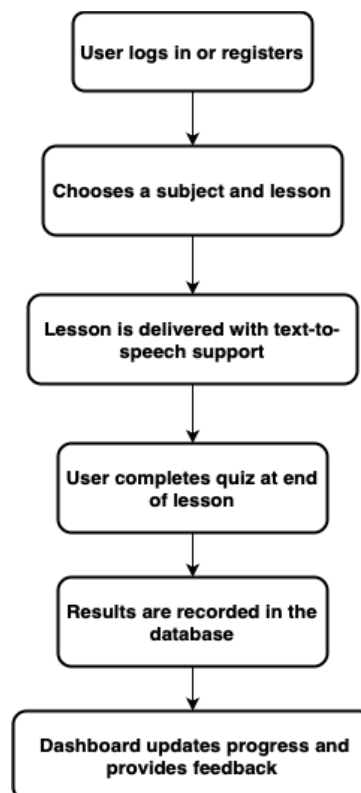 User logs in or registers
Chooses a subject and lesson
Lesson is delivered with text-to-
speech support
User completes quiz at end
of lesson
Results are recorded in the
database
Dashboard updates progress and
provides feedback